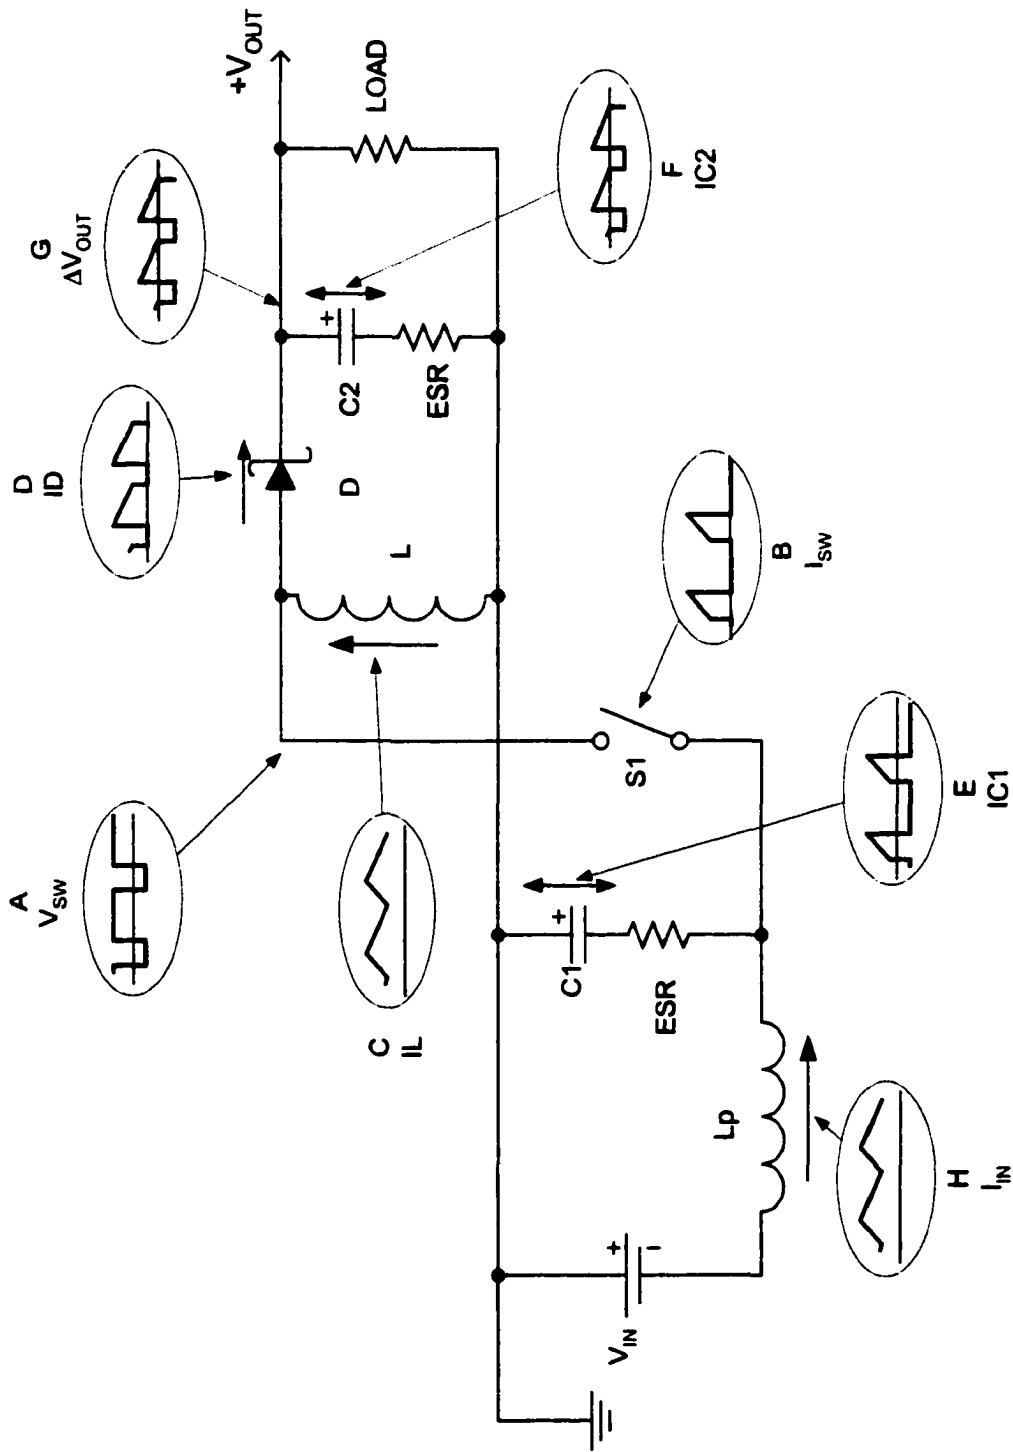 A
V_SW
D
ID
G
ΔV_OUT
+V_OUT
C
IL
L
D
+
C2
ESR
LOAD
F
IC2
V_IN
+
–
Lp
+
C1
ESR
S1
B
I_SW
H
I_IN
E
IC1